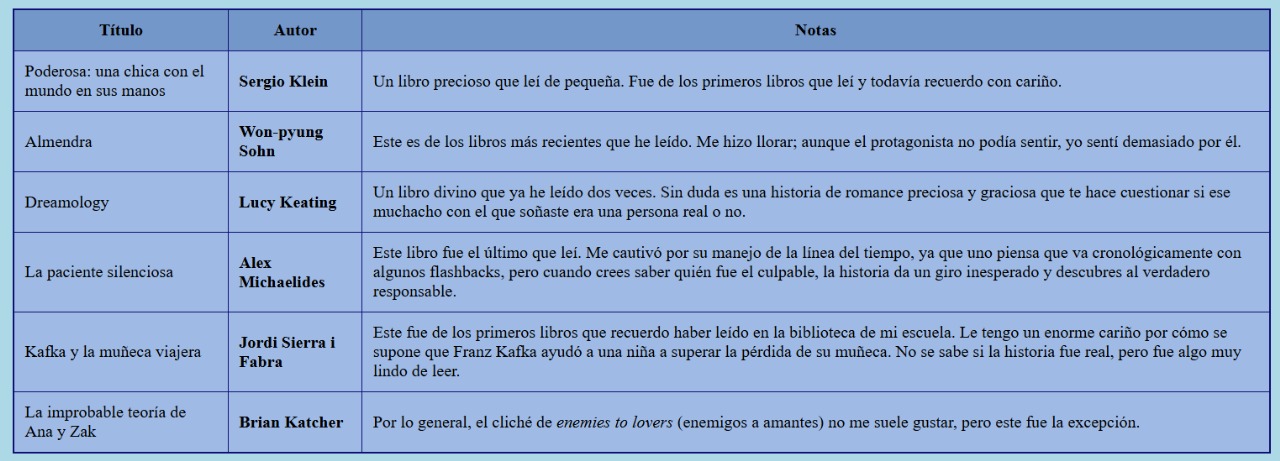 Título
Autor
Notas
Poderosa: una chica con el
mundo en sus manos
Sergio Klein
Un libro precioso que leí de pequeña. Fue de los primeros libros que leí y todavía recuerdo con cariño.
Almendra
Won-pyung
Sohn
Este es de los libros más recientes que he leído. Me hizo llorar; aunque el protagonista no podía sentir, yo sentí demasiado por él.
Dreamology
Lucy Keating
Un libro divino que ya he leído dos veces. Sin duda es una historia de romance preciosa y graciosa que te hace cuestionar si ese
muchacho con el que soñaste era una persona real o no.
La paciente silenciosa
Alex
Michaelides
Este libro fue el último que leí. Me cautivó por su manejo de la línea del tiempo, ya que uno piensa que va cronológicamente con
algunos flashbacks, pero cuando crees saber quién fue el culpable, la historia da un giro inesperado y descubres al verdadero
responsable.
Kafka y la muñeca viajera
Jordi Sierra i
Fabra
Este fue de los primeros libros que recuerdo haber leído en la biblioteca de mi escuela. Le tengo un enorme cariño por cómo se
supone que Franz Kafka ayudó a una niña a superar la pérdida de su muñeca. No se sabe si la historia fue real, pero fue algo muy
lindo de leer.
La improbable teoría de
Ana y Zak
Brian Katcher
Por lo general, el cliché de enemies to lovers (enemigos a amantes) no me suele gustar, pero este fue la excepción.